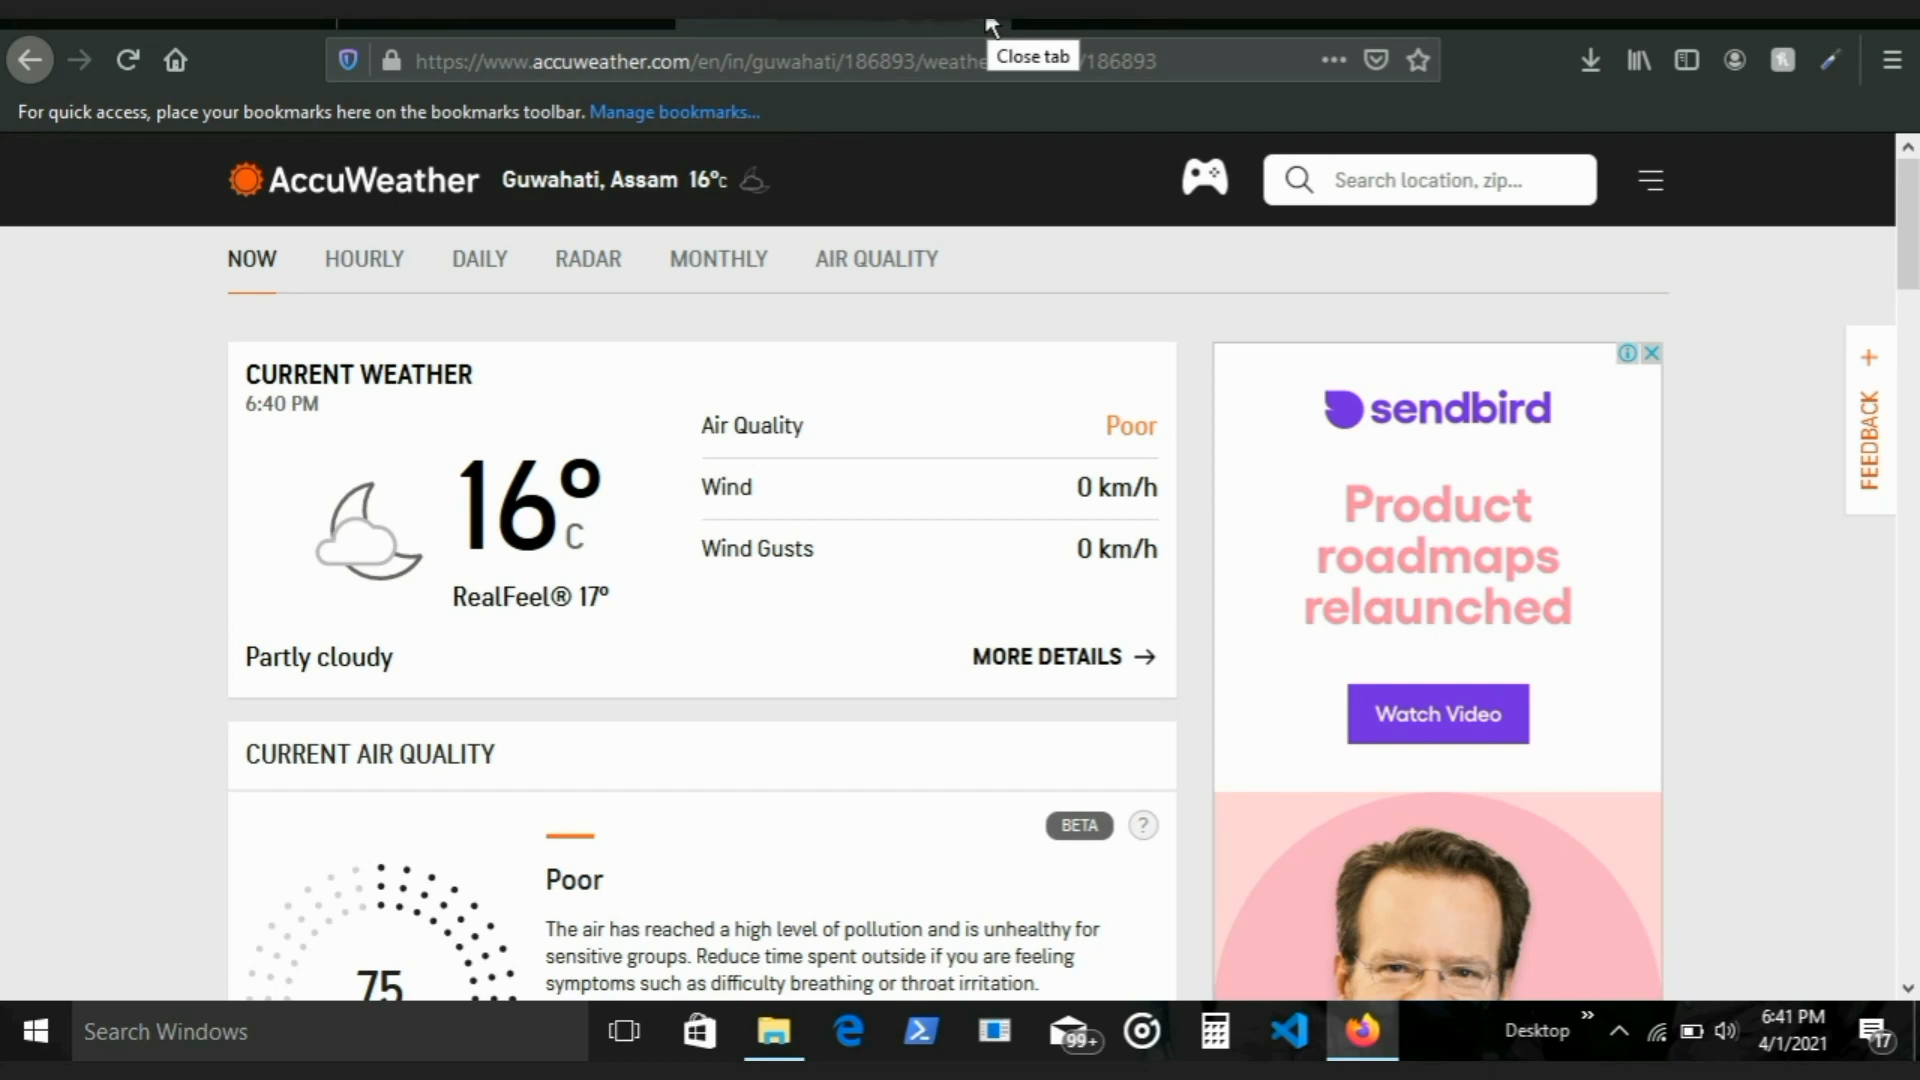 Close tab
https://www.accuweather.com/en/in/guwahati/186893/weathe /186893
For quick access, place your bookmarks here on the bookmarks toolbar. Manage bookmarks...
AccuWeather Guwahati, Assam 16°C
Search location, zip...
NOW HOURLY DAILY RADAR MONTHLY AIR QUALITY
CURRENT WEATHER
6:40 PM
16°C
RealFeel® 17°
Partly cloudy
Air Quality Poor
Wind 0 km/h
Wind Gusts 0 km/h
MORE DETAILS →
CURRENT AIR QUALITY
BETA ?
75
Poor
The air has reached a high level of pollution and is unhealthy for
sensitive groups. Reduce time spent outside if you are feeling
symptoms such as difficulty breathing or throat irritation.
sendbird
Product
roadmaps
relaunched
Watch Video
FEEDBACK +
Search Windows
99+
Desktop
6:41 PM
4/1/2021
17